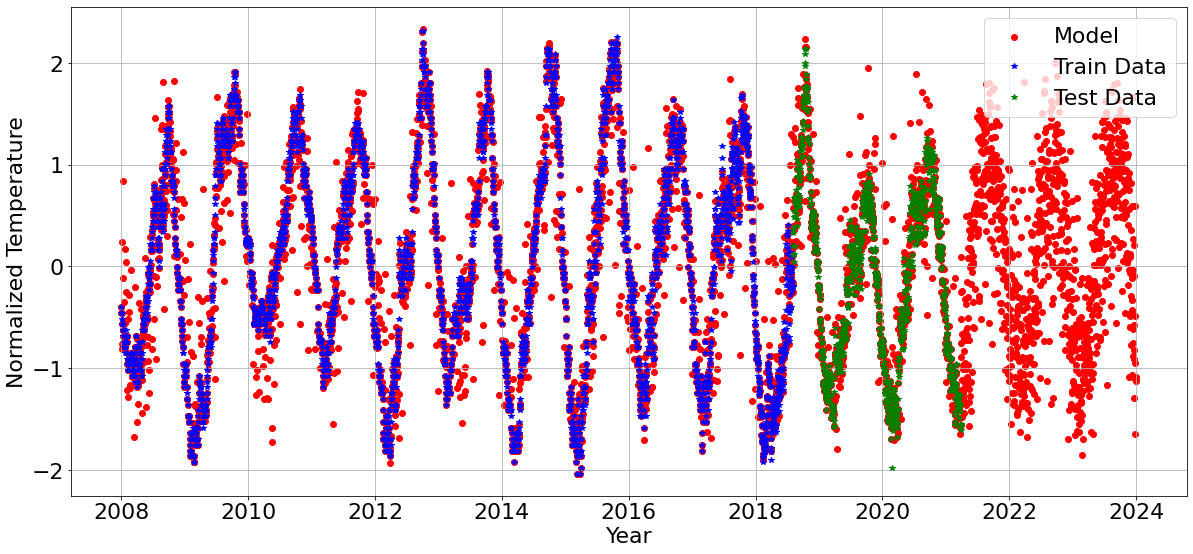 Model
Train Data
Test Data
Normalized Temperature
2
1
0
−1
−2
2008 2010 2012 2014 2016 2018 2020 2022 2024
Year